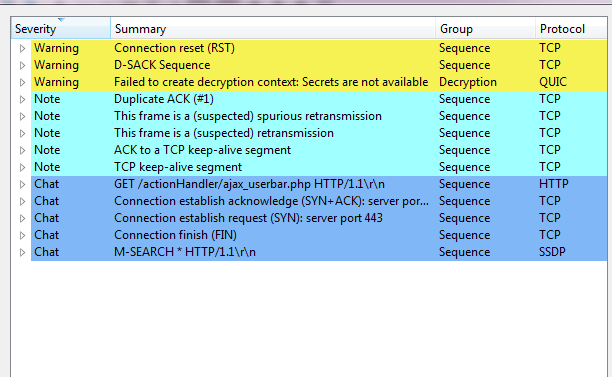 Severity Summary Group Protocol
Warning Connection reset (RST) Sequence TCP
Warning D-SACK Sequence Sequence TCP
Warning Failed to create decryption context: Secrets are not available Decryption QUIC
Note Duplicate ACK (#1) Sequence TCP
Note This frame is a (suspected) spurious retransmission Sequence TCP
Note This frame is a (suspected) retransmission Sequence TCP
Note ACK to a TCP keep-alive segment Sequence TCP
Note TCP keep-alive segment Sequence TCP
Chat GET /actionHandler/ajax_userbar.php HTTP/1.1\r\n Sequence HTTP
Chat Connection establish acknowledge (SYN+ACK): server por... Sequence TCP
Chat Connection establish request (SYN): server port 443 Sequence TCP
Chat Connection finish (FIN) Sequence TCP
Chat M-SEARCH * HTTP/1.1\r\n Sequence SSDP